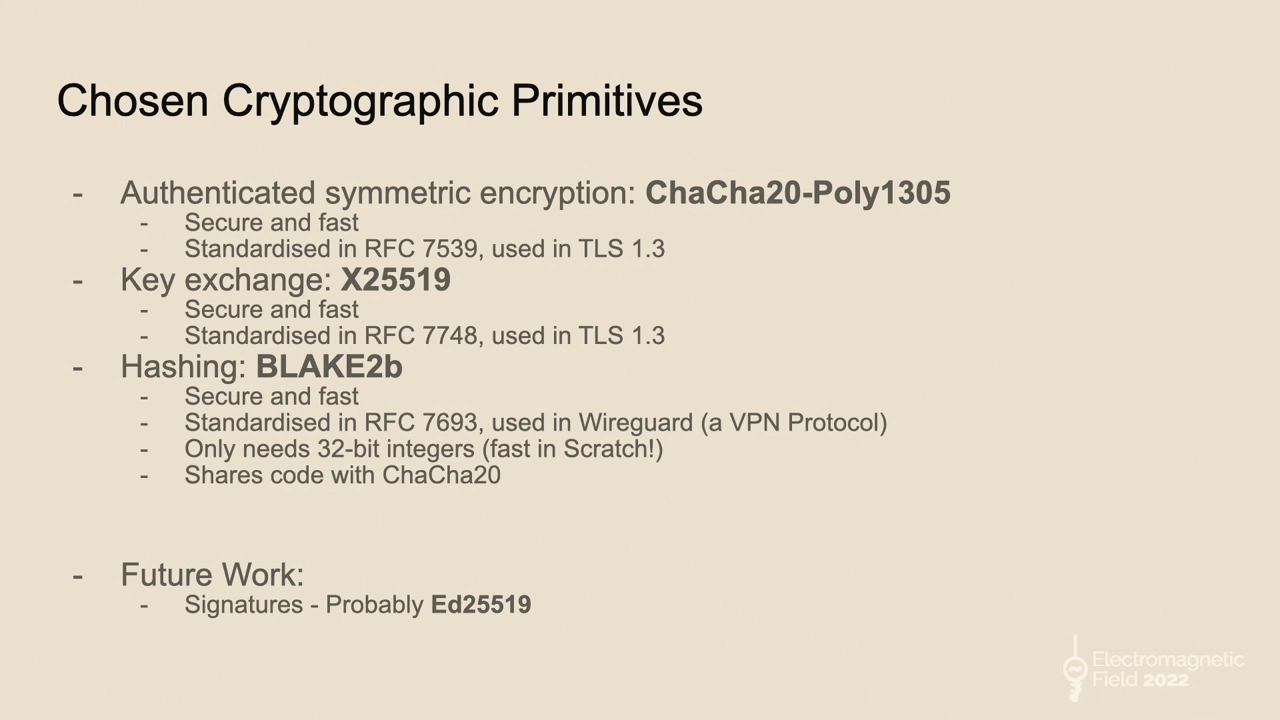 Chosen Cryptographic Primitives
- Authenticated symmetric encryption: ChaCha20-Poly1305
- Secure and fast
- Standardised in RFC 7539, used in TLS 1.3
- Key exchange: X25519
- Secure and fast
- Standardised in RFC 7748, used in TLS 1.3
- Hashing: BLAKE2b
- Secure and fast
- Standardised in RFC 7693, used in Wireguard (a VPN Protocol)
- Only needs 32-bit integers (fast in Scratch!)
- Shares code with ChaCha20
- Future Work:
- Signatures - Probably Ed25519
Electromagnetic
Field 2022